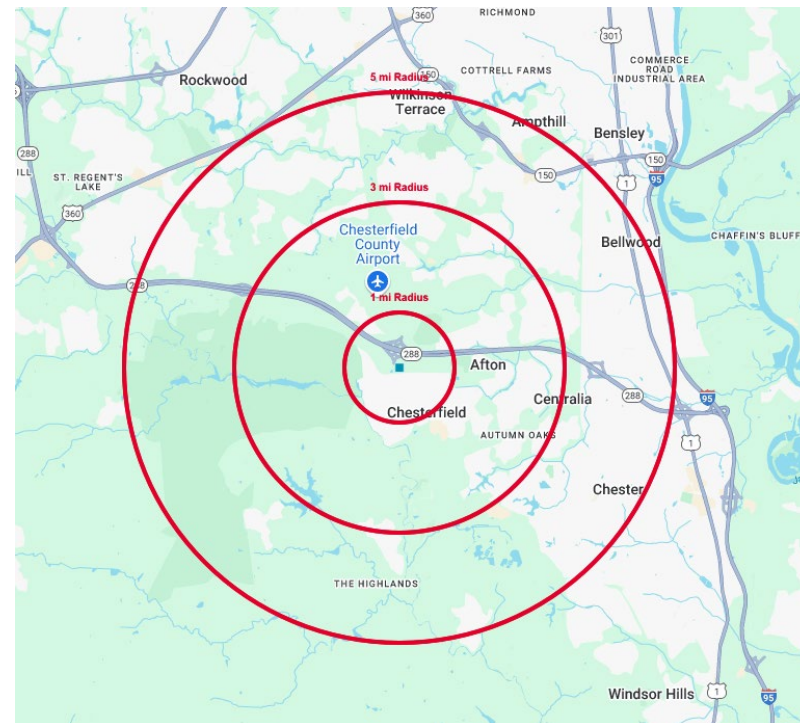 360
RICHMOND
301
COMMERCE
ROAD
INDUSTRIAL AREA
COTTRELL FARMS
Rockwood
5 mi Radius
150
Wilkinson
Terrace
Ampthill
Bensley
288
150
150
95
ST. REGENT'S
LAKE
1
360
3 mi Radius
Chesterfield
County
Airport
Bellwood
CHAFFIN'S BLUFF
288
1 mi Radius
288
Afton
Centralia
288
95
Chesterfield
AUTUMN OAKS
1
Chester
THE HIGHLANDS
Windsor Hills
1
95